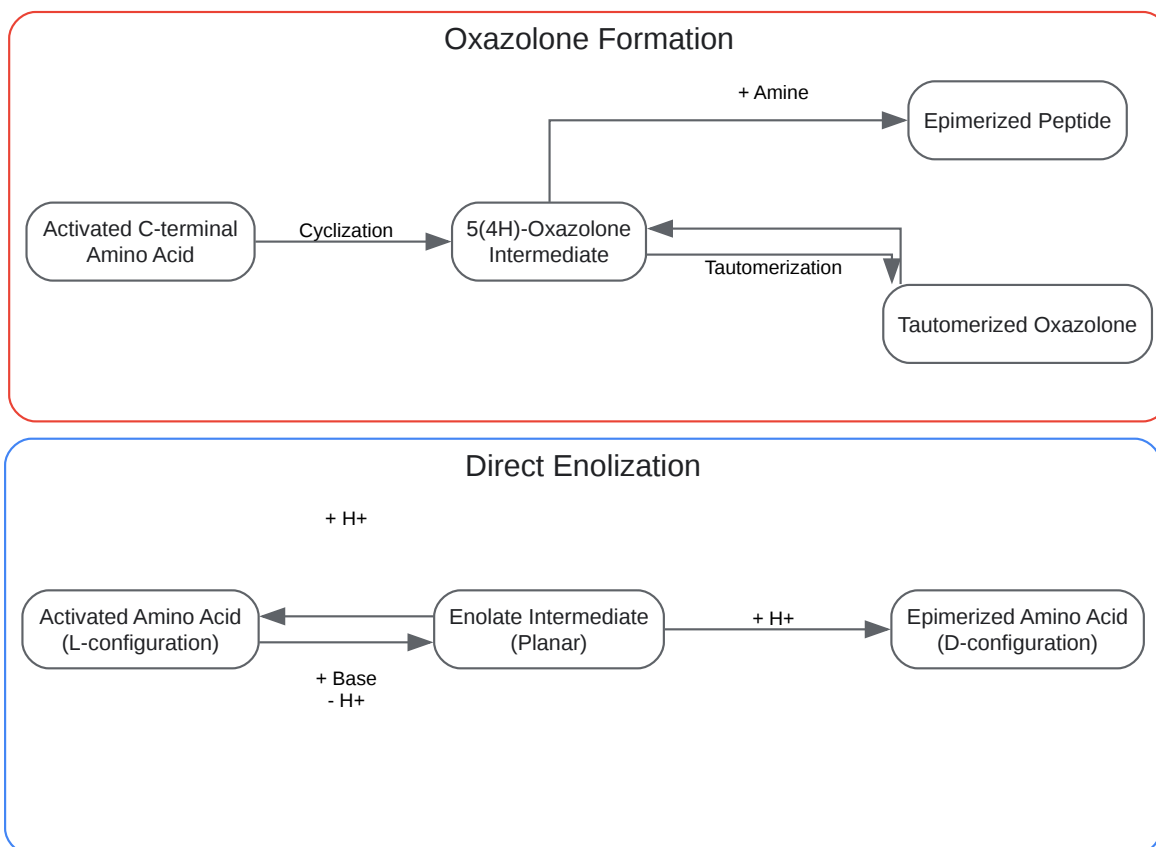 Oxazolone Formation
+ Amine
Epimerized Peptide
Activated C-terminal
Amino Acid
Cyclization
5(4H)-Oxazolone
Intermediate
Tautomerization
Tautomerized Oxazolone
Direct Enolization
+ H+
Activated Amino Acid
(L-configuration)
+ Base
- H+
Enolate Intermediate
(Planar)
+ H+
Epimerized Amino Acid
(D-configuration)